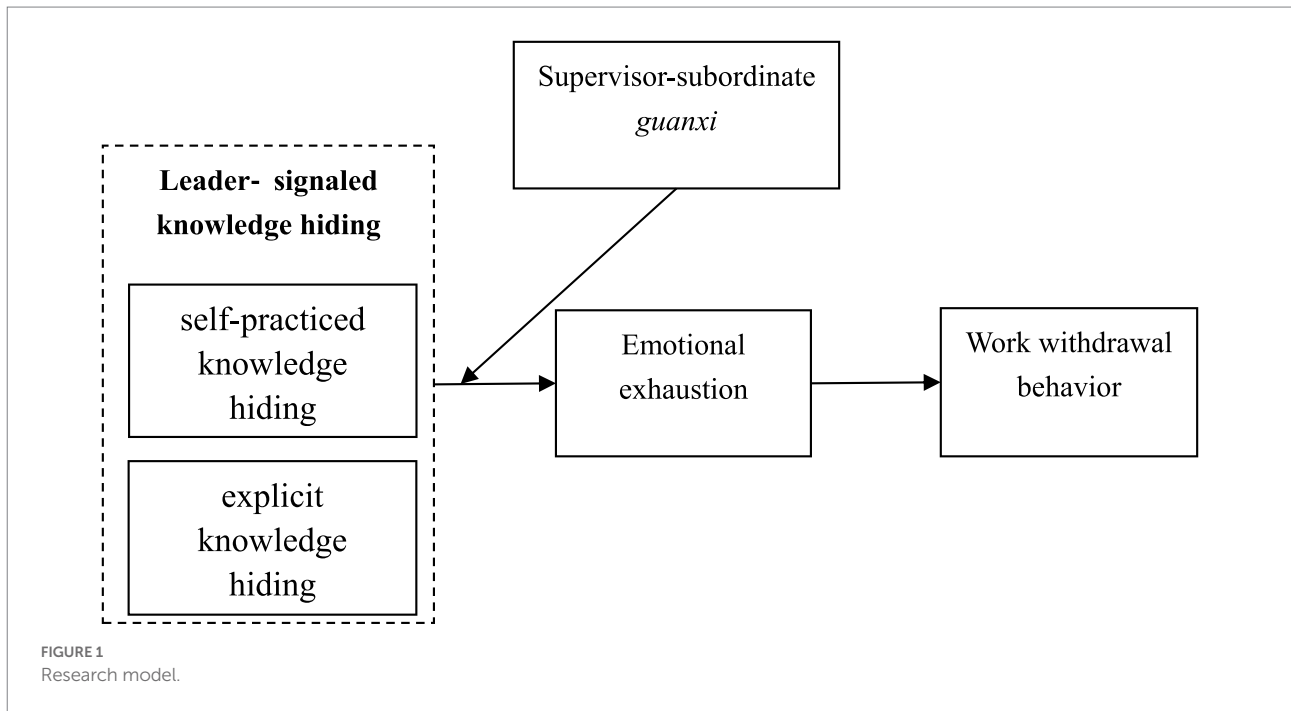 Supervisor-subordinate
guanxi
Leader- signaled
knowledge hiding
self-practiced
knowledge
hiding
explicit
knowledge
hiding
Emotional
exhaustion
Work withdrawal
behavior
FIGURE 1
Research model.